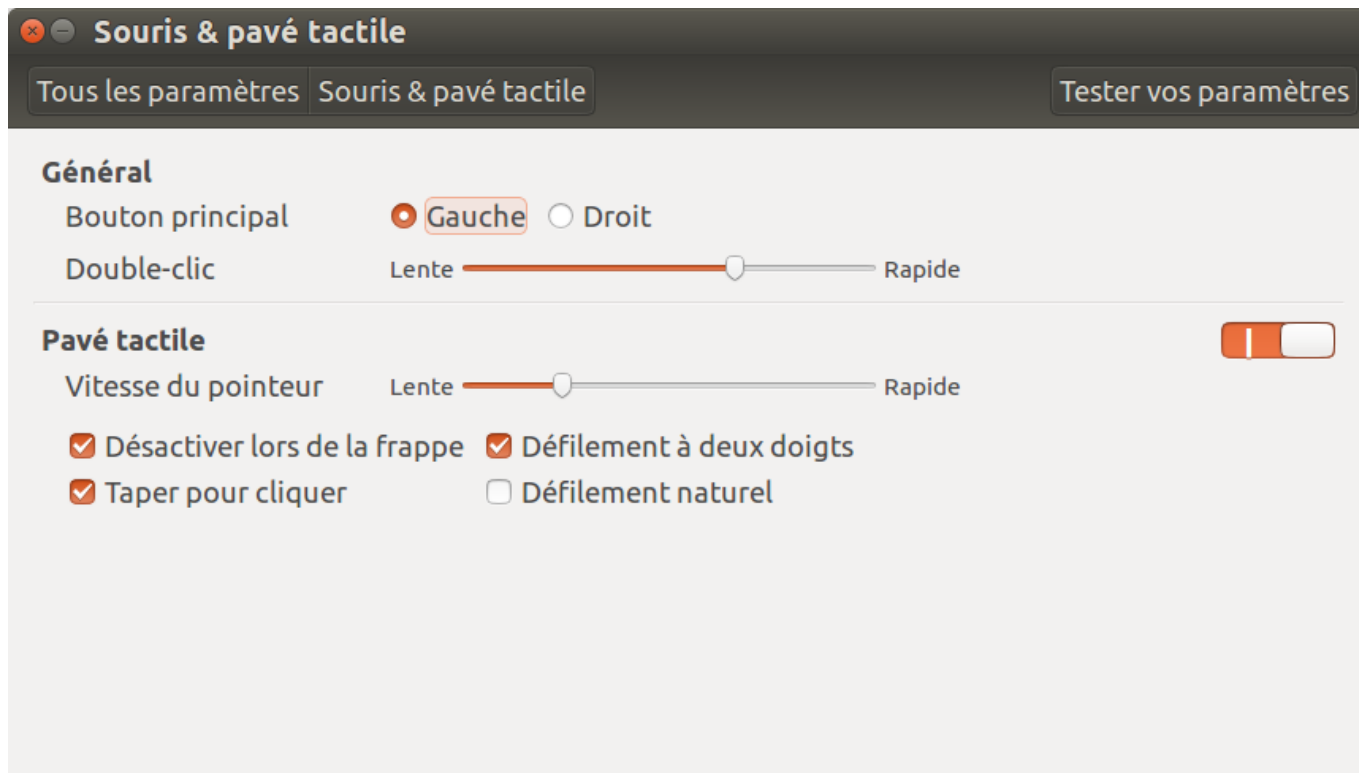 Souris & pavé tactile
Tous les paramètres Souris & pavé tactile Tester vos paramètres
Général
Bouton principal Gauche Droit
Double-clic Lente Rapide
Pavé tactile
Vitesse du pointeur Lente Rapide
Désactiver lors de la frappe Défilement à deux doigts
Taper pour cliquer Défilement naturel